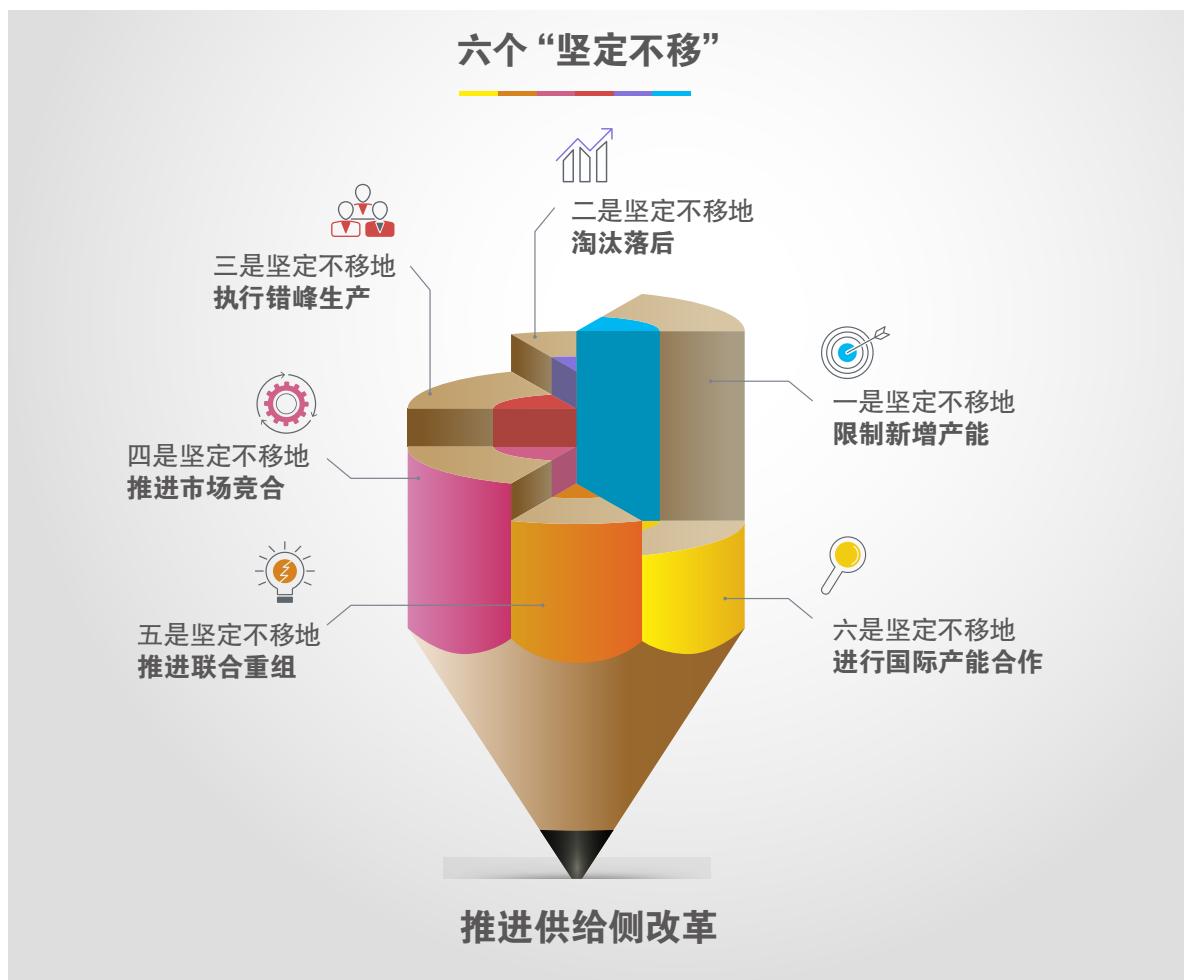 六个 “坚定不移”
一是坚定不移地
限制新增产能
二是坚定不移地
淘汰落后
三是坚定不移地
执行错峰生产
四是坚定不移地
推进市场竞合
五是坚定不移地
推进联合重组
六是坚定不移地
进行国际产能合作
推进供给侧改革